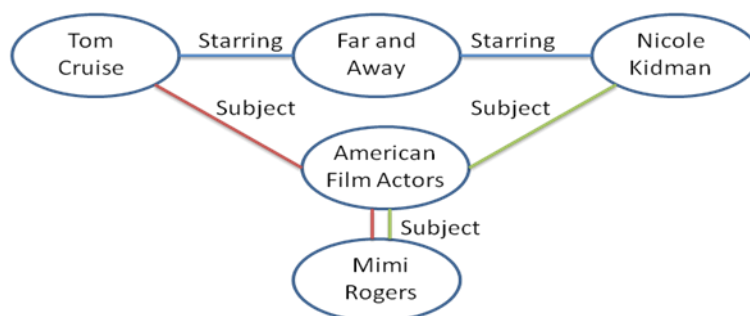 Tom
Cruise
Starring
Far and
Away
Starring
Nicole
Kidman
Subject
Subject
American
Film Actors
Subject
Mimi
Rogers